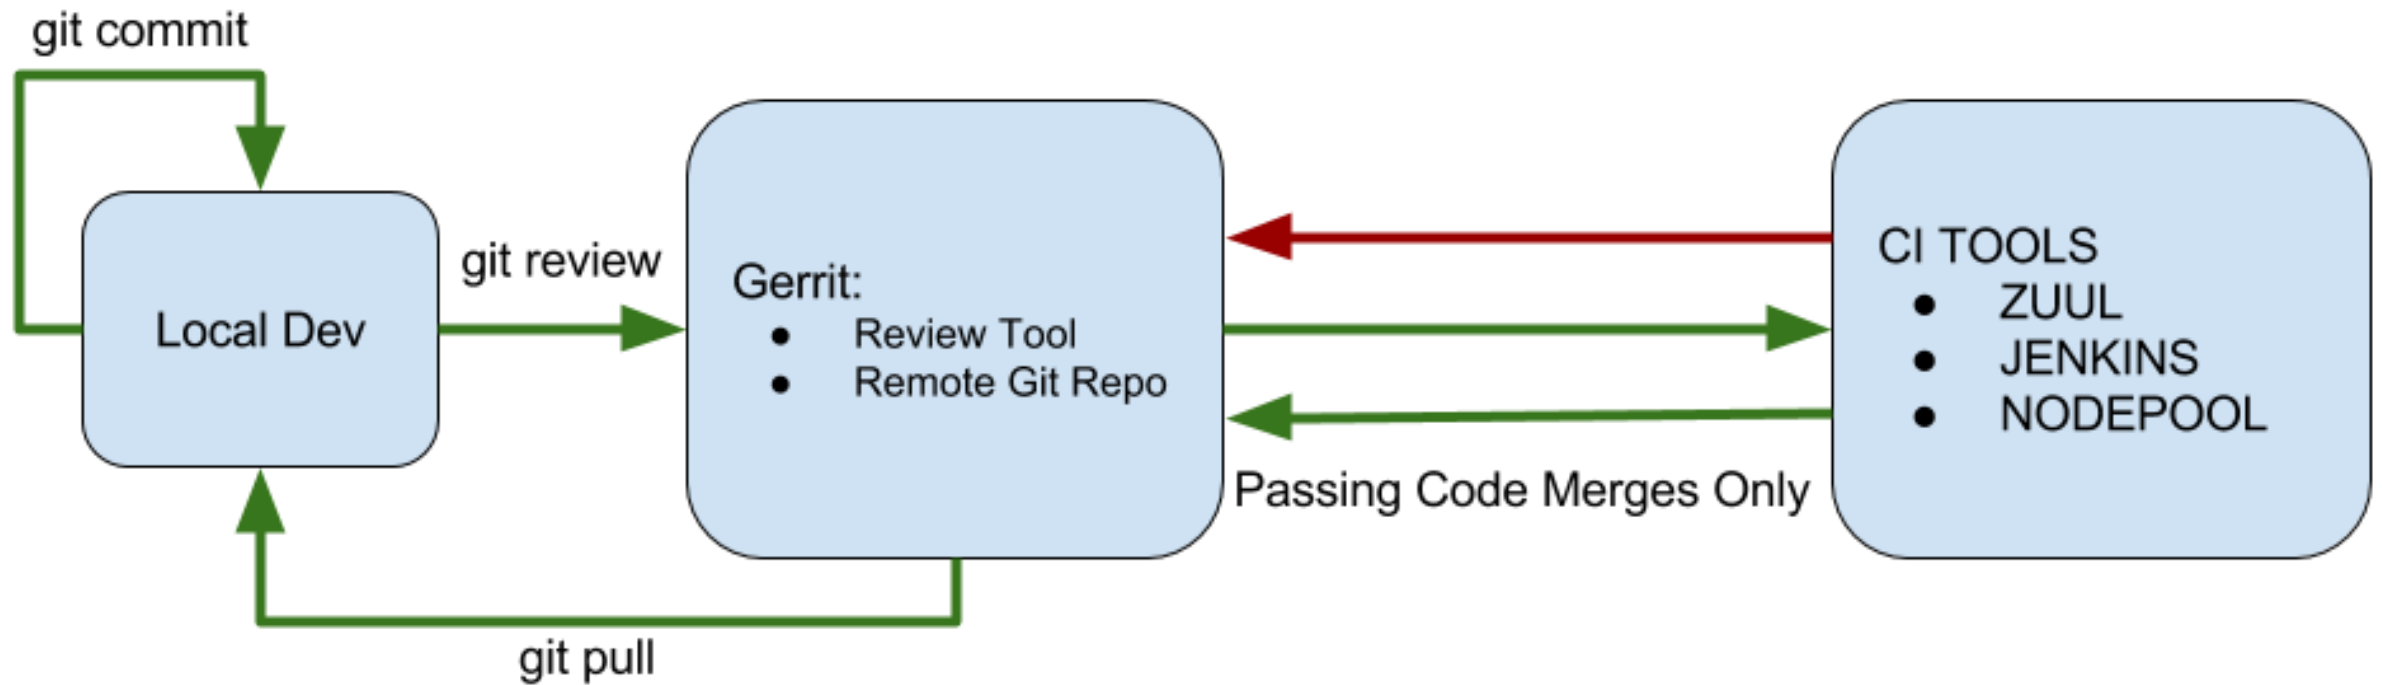 git commit
Local Dev
git review
Gerrit:
● Review Tool
● Remote Git Repo
CI TOOLS
● ZUUL
● JENKINS
● NODEPOOL
Passing Code Merges Only
git pull